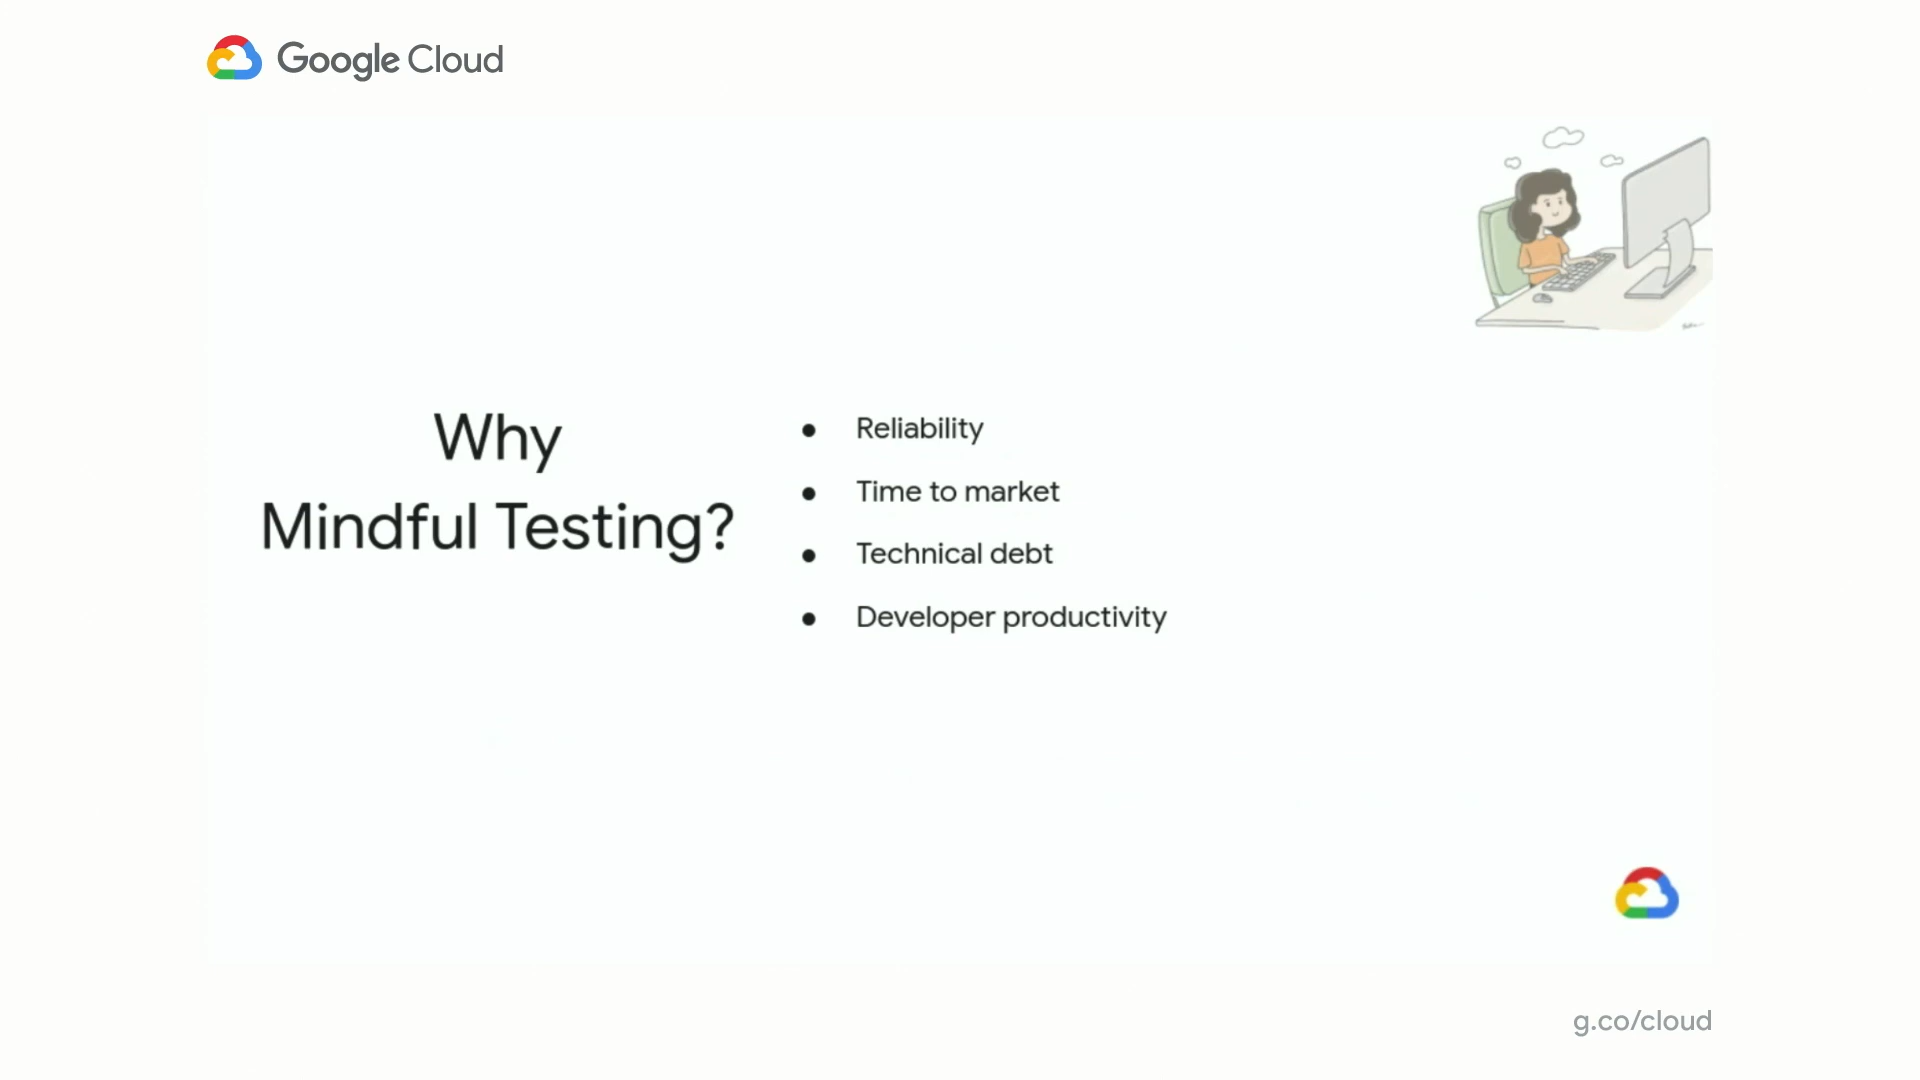 Google Cloud
Why
Mindful Testing?
● Reliability
● Time to market
● Technical debt
● Developer productivity
g.co/cloud